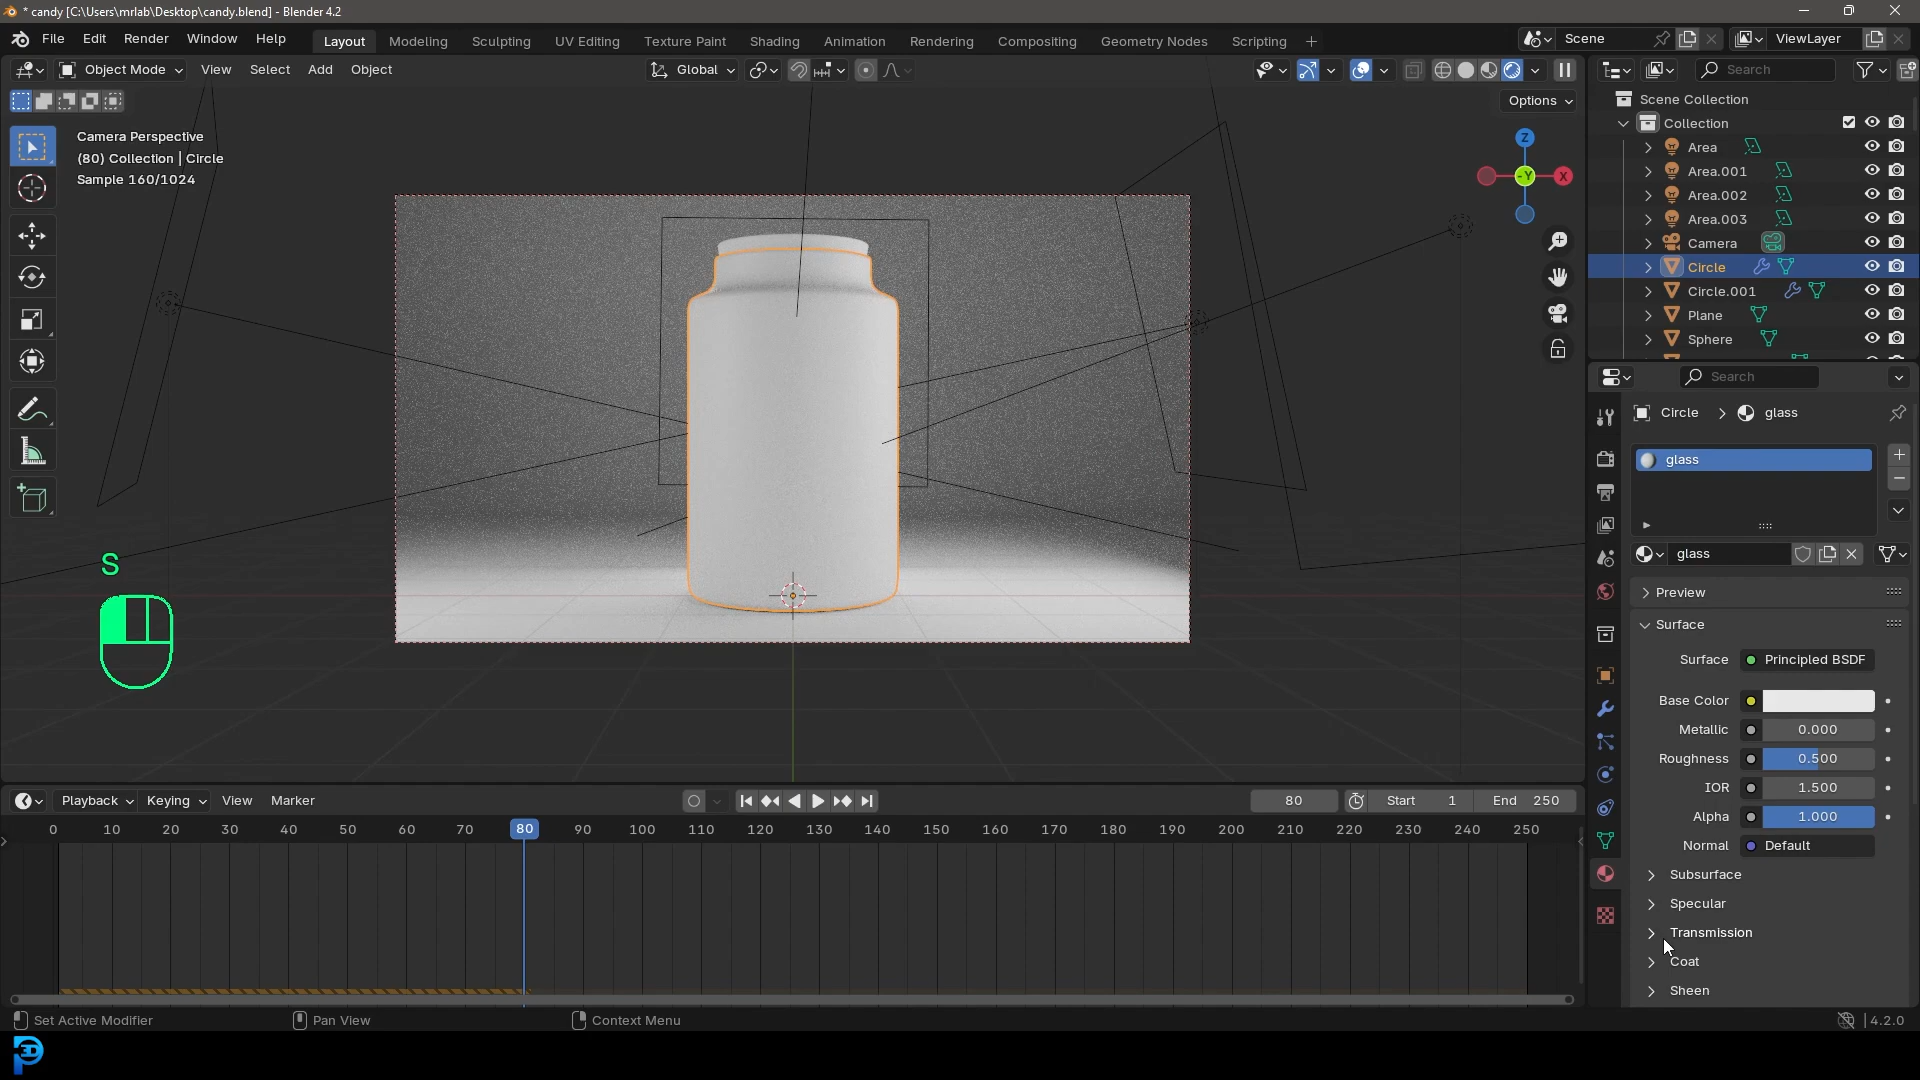 * candy [C:\Users\mrlab\Desktop\candy.blend] - Blender 4.2
File Edit Render Window Help
Layout Modeling Sculpting UV Editing Texture Paint Shading Animation Rendering Compositing Geometry Nodes Scripting +
Scene
ViewLayer
Object Mode View Select Add Object
Global
Search
Options
Camera Perspective
(80) Collection | Circle
Sample 160/1024
Z
-Y
X
S
Scene Collection
Collection
Area
Area.001
Area.002
Area.003
Camera
Circle
Circle.001
Plane
Sphere
Search
Circle > glass
glass
glass
Preview
Surface
Surface Principled BSDF
Base Color
Metallic 0.000
Roughness 0.500
IOR 1.500
Alpha 1.000
Normal Default
Subsurface
Specular
Transmission
Coat
Sheen
Playback Keying View Marker
80 Start 1 End 250
0 10 20 30 40 50 60 70 80 90 100 110 120 130 140 150 160 170 180 190 200 210 220 230 240 250
Set Active Modifier Pan View Context Menu
4.2.0